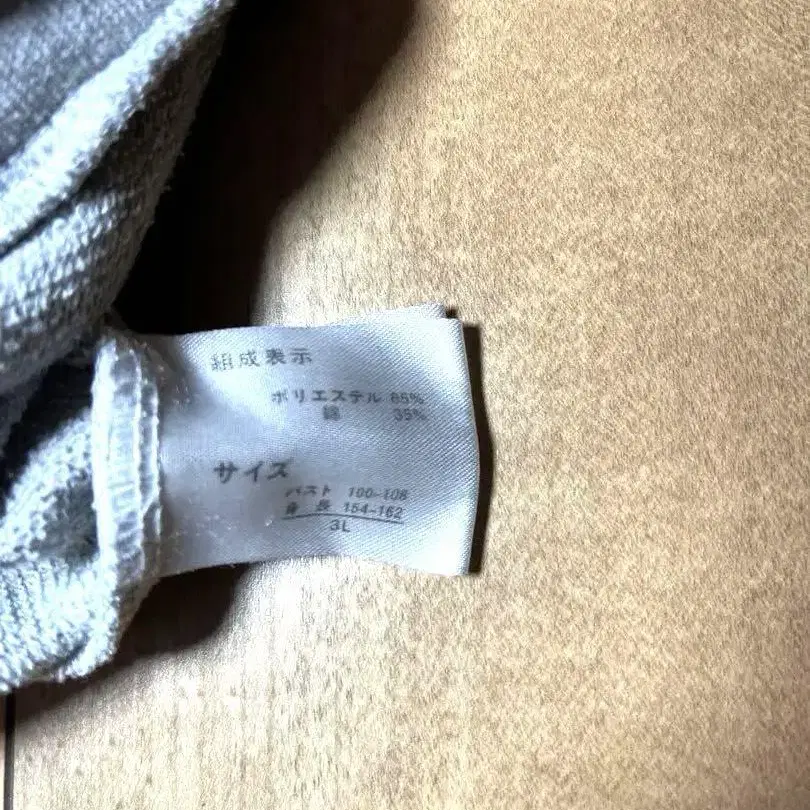 組成表示
ポリエステル 65%
綿 35%
サイズ
バスト 100-108
身長 154-162
3L